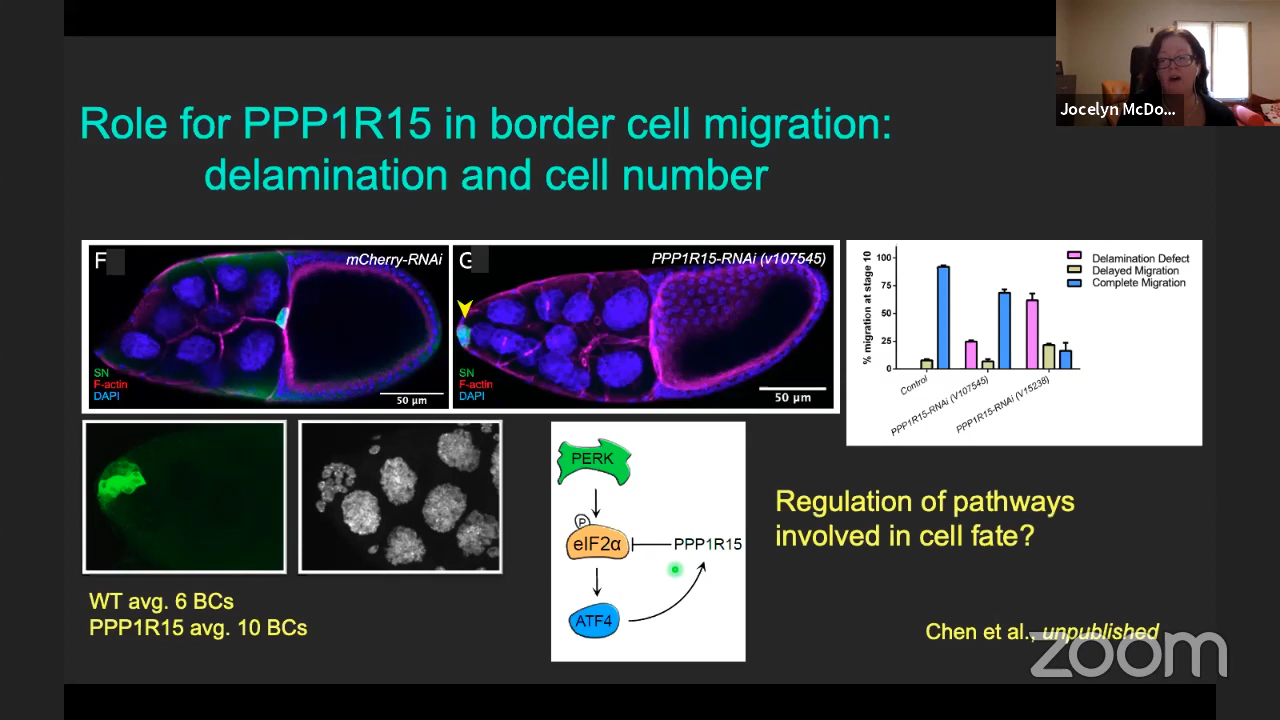 Jocelyn McDo...
Role for PPP1R15 in border cell migration:
delamination and cell number
F
mCherry-RNAi
SN
F-actin
DAPI
50 µm
G
PPP1R15-RNAi (v107545)
SN
F-actin
DAPI
50 µm
% migration at stage 10
100
75
50
25
0
Delamination Defect
Delayed Migration
Complete Migration
Control
PPP1R15-RNAi (V107545)
PPP1R15-RNAi (V15238)
PERK
P
eIF2α
PPP1R15
ATF4
Regulation of pathways
involved in cell fate?
WT avg. 6 BCs
PPP1R15 avg. 10 BCs
Chen et al., unpublished
zoom